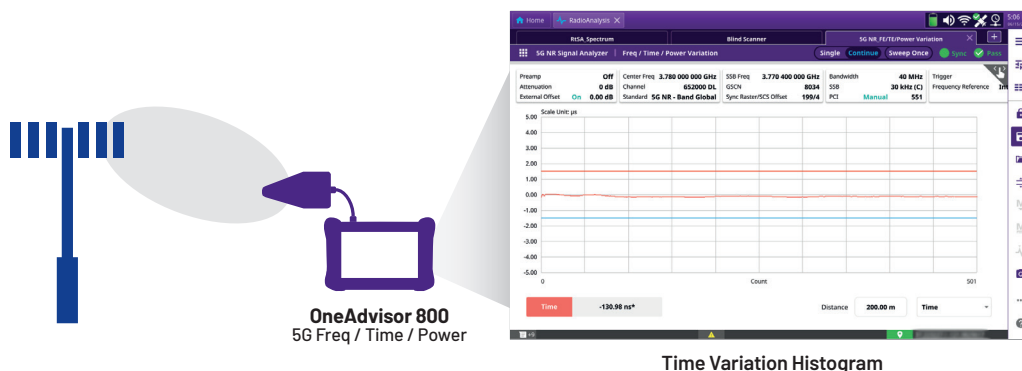 Home RadioAnalysis
5:06
RtSA_Spectrum Blind Scanner 5G NR_FE/TE/Power Variation
5G NR Signal Analyzer Freq / Time / Power Variation Single Continue Sweep Once Sync Pass
Preamp Off Center Freq 3.780 000 000 GHz SSB Freq 3.770 400 000 GHz Bandwidth 40 MHz Trigger
Attenuation 0 dB Channel 652000 DL GSCN 8034 SSB 30 kHz (C) Frequency Reference Int
External Offset On 0.00 dB Standard 5G NR - Band Global Sync Raster/SCS Offset 199/4 PCI Manual 551
Scale Unit: μs
5.00
4.00
3.00
2.00
1.00
0.00
-1.00
-2.00
-3.00
-4.00
-5.00
0 Count 501
Time -130.98 ns* Distance 200.00 m Time
OneAdvisor 800
5G Freq / Time / Power
Time Variation Histogram